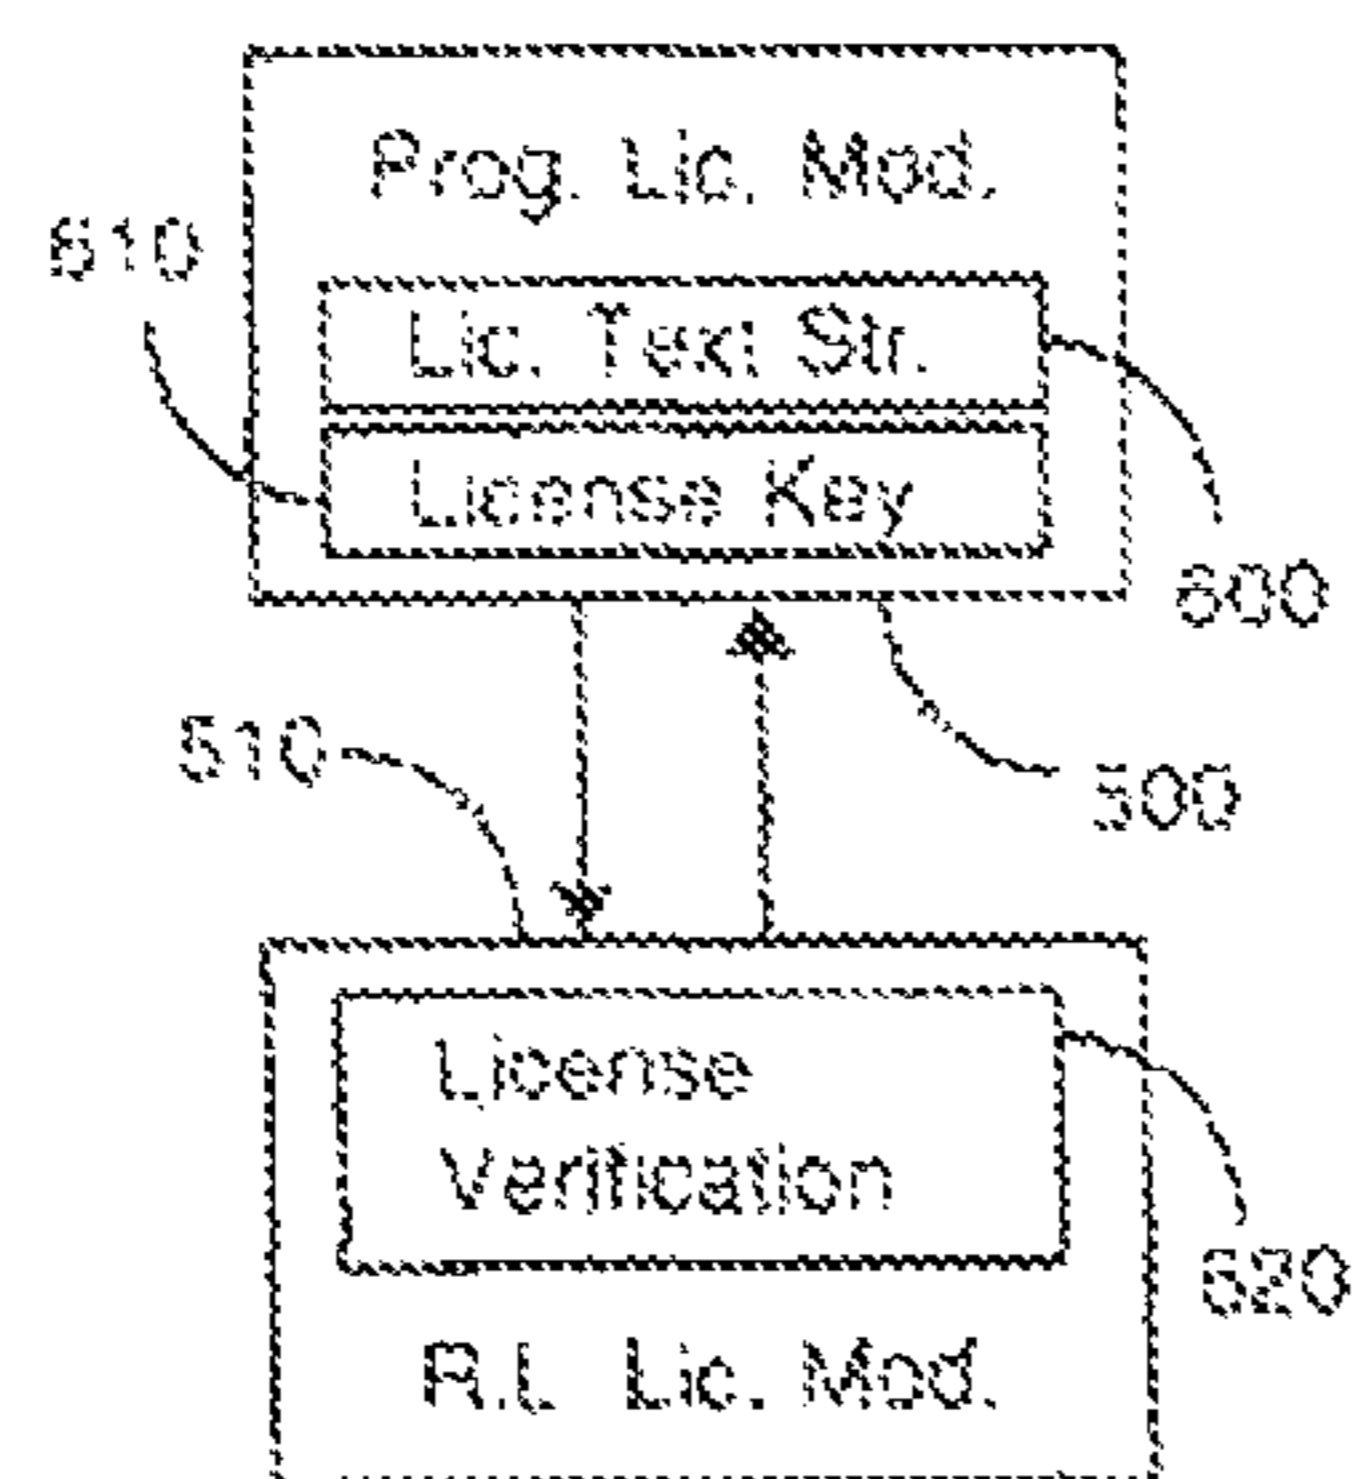 Prog. Lic. Mod.
610
Lic. Text Str.
License Key
600
510
500
License
Verification
620
R.L Lic. Mod.